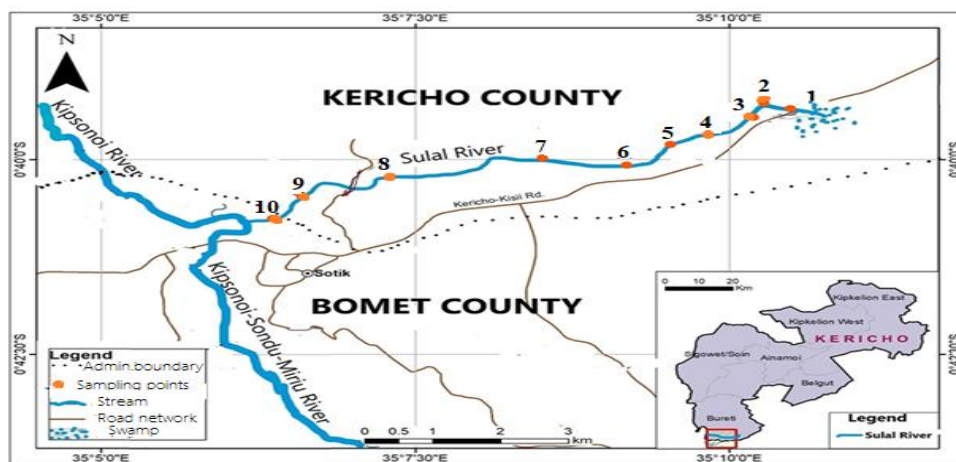 35°5'0"E 35°7'30"E 35°10'0"E
N
KERICHO COUNTY
Kipsonoi River
Sulal River
1
2
3
4
5
6
7
8
9
10
0°40'0"S
0°40'0"S
Kericho-Kisii Rd.
Sotik
BOMET COUNTY
Kipsonoi-Sondu-Miriu River
0°42'30"S
0°42'30"S
Legend
Admin.boundary
Sampling points
Stream
Road network
Swamp
0 0.5 1 2 3
km
0 10 20
Km
Kipkelion East
Kipkelion West
KERICHO
Sigowet/Soin
Ainamoi
Belgut
Bureti
Legend
Sulal River
35°5'0"E 35°7'30"E 35°10'0"E